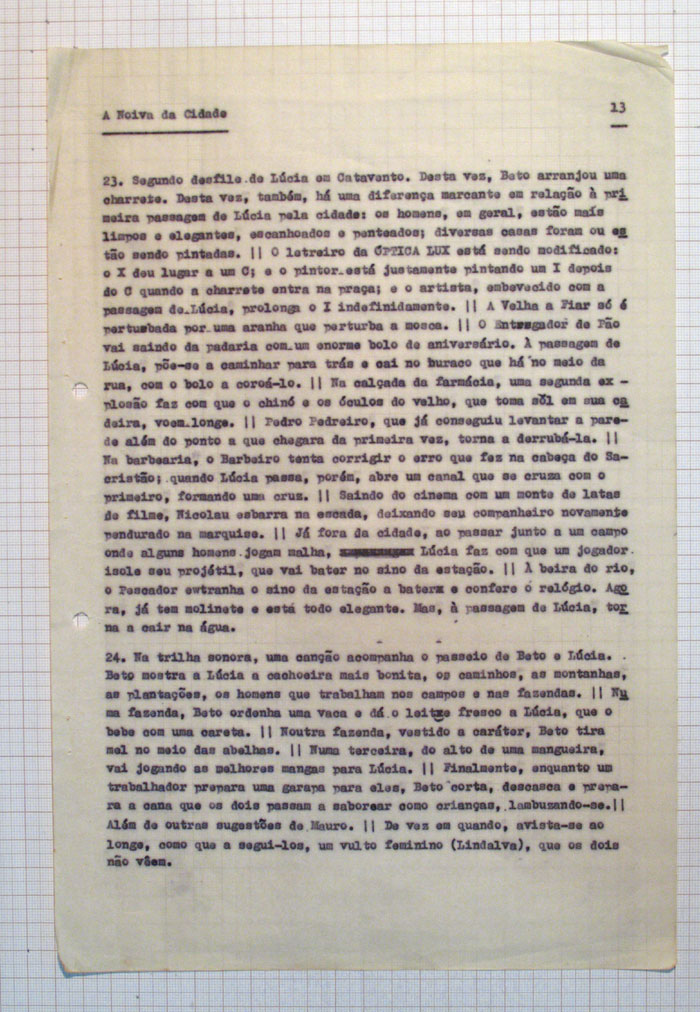 A Noiva da Cidade
13
23. Segundo desfile de Lúcia em Catavento. Desta vez, Beto arranjou uma
charrete. Desta vez, também, há uma diferença marcante em relação à pri
meira passagem de Lúcia pela cidade: os homens, em geral, estão mais
limpos e elegantes, escanhoados e penteados; diversas casas foram ou es
tão sendo pintadas. || O letreiro da ÓPTICA LUX está sendo modificado:
o X deu lugar a um C; e o pintor está justamente pintando um I depois
do C quando a charrete entra na praça; e o artista, embevecido com a
passagem de Lúcia, prolonga o I indefinidamente. || A Velha a Fiar só é
pertusbada por uma aranha que perturba a mosca. || O Entregador de Pão
vai saindo da padaria com um enorme bolo de aniversário. À passagem de
Lúcia, põe-se a caminhar para trás e cai no buraco que há no meio da
rua, com o bolo a coroá-lo. || Na calçada da farmácia, uma segunda ex -
plosão faz com que o chinó e os óculos do velho, que toma sól em sua ca
deira, voem longe. || Pedro Pedreiro, que já conseguiu levantar a pare-
de além do ponto a que chegara da primeira vez, torna a derrubá-la. ||
Na barbearia, o Barbeiro tenta corrigir o erro que fez na cabeça do Sa-
cristão; quando Lúcia passa, porém, abre um canal que se cruza com o
primeiro, formando uma cruz. || Saindo do cinema com um monte de latas
de filme, Nicolau esbarra na escada, deixando seu companheiro novamente
pendurado na marquise. || Já fora da cidade, ao passar junto a um campo
onde alguns homens jogam malha, Lúcia faz com que um jogador
isole seu projétil, que vai bater no sino da estação. || À beira do rio,
o Pescador ewtranha o sino da estação a baterx e confere o relógio. Ago
ra, já tem molinete e está todo elegante. Mas, à passagem de Lúcia, tor
na a cair na água.
24. Na trilha sonora, uma canção acompanha o passeio de Beto e Lúcia.
Beto mostra a Lúcia a cachoeira mais bonita, os caminhos, as montanhas,
as plantações, os homens que trabalham nos campos e nas fazendas. || Nu
ma fazenda, Beto ordenha uma vaca e dá o leitxe fresco a Lúcia, que o
bebe com uma careta. || Noutra fazenda, vestido a caráter, Beto tira
mel no meio das abelhas. || Numa terceira, do alto de uma mangueira,
vai jogando as melhores mangas para Lúcia. || Finalmente, enquanto um
trabalhador prepara uma garapa para eles, Beto corta, descasca e prepa-
ra a cana que os dois passam a saborear como crianças, lambuzando-se.||
Além de outras sugestões de Mauro. || De vez em quando, avista-se ao
longe, como que a segui-los, um vulto feminino (Lindalva), que os dois
não vêem.